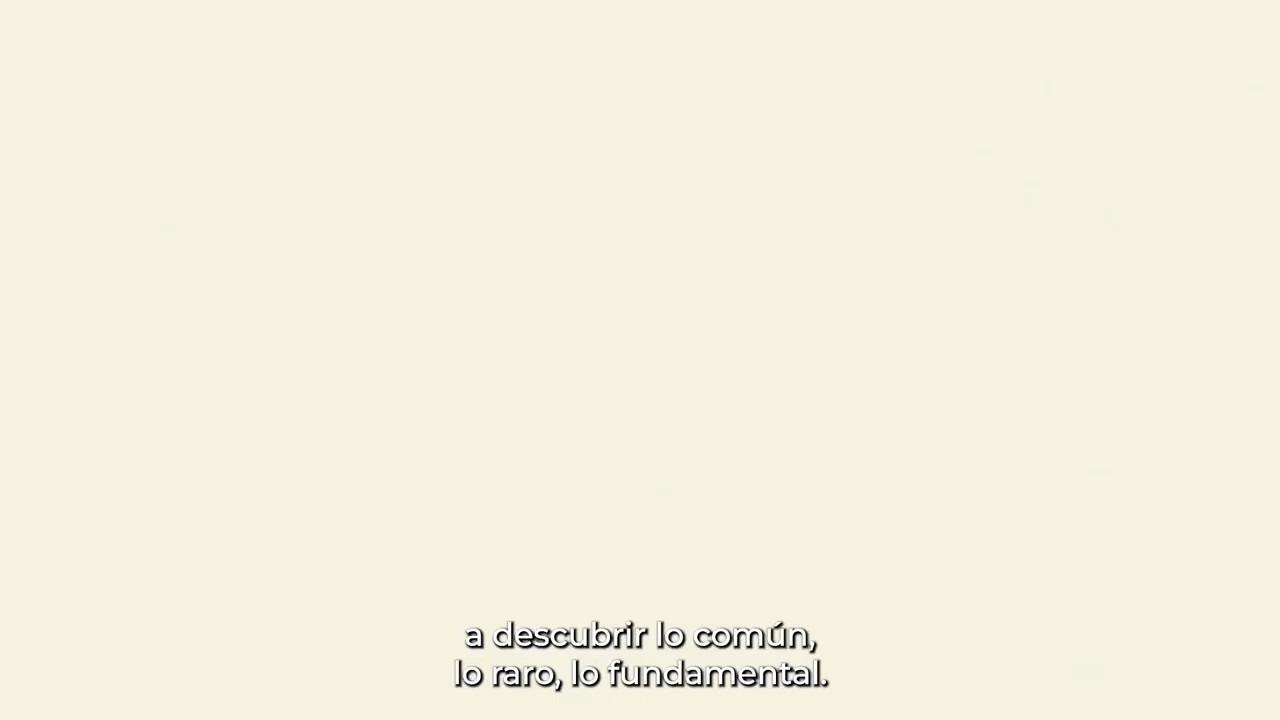 a descubrir lo común,
lo raro, lo fundamental.